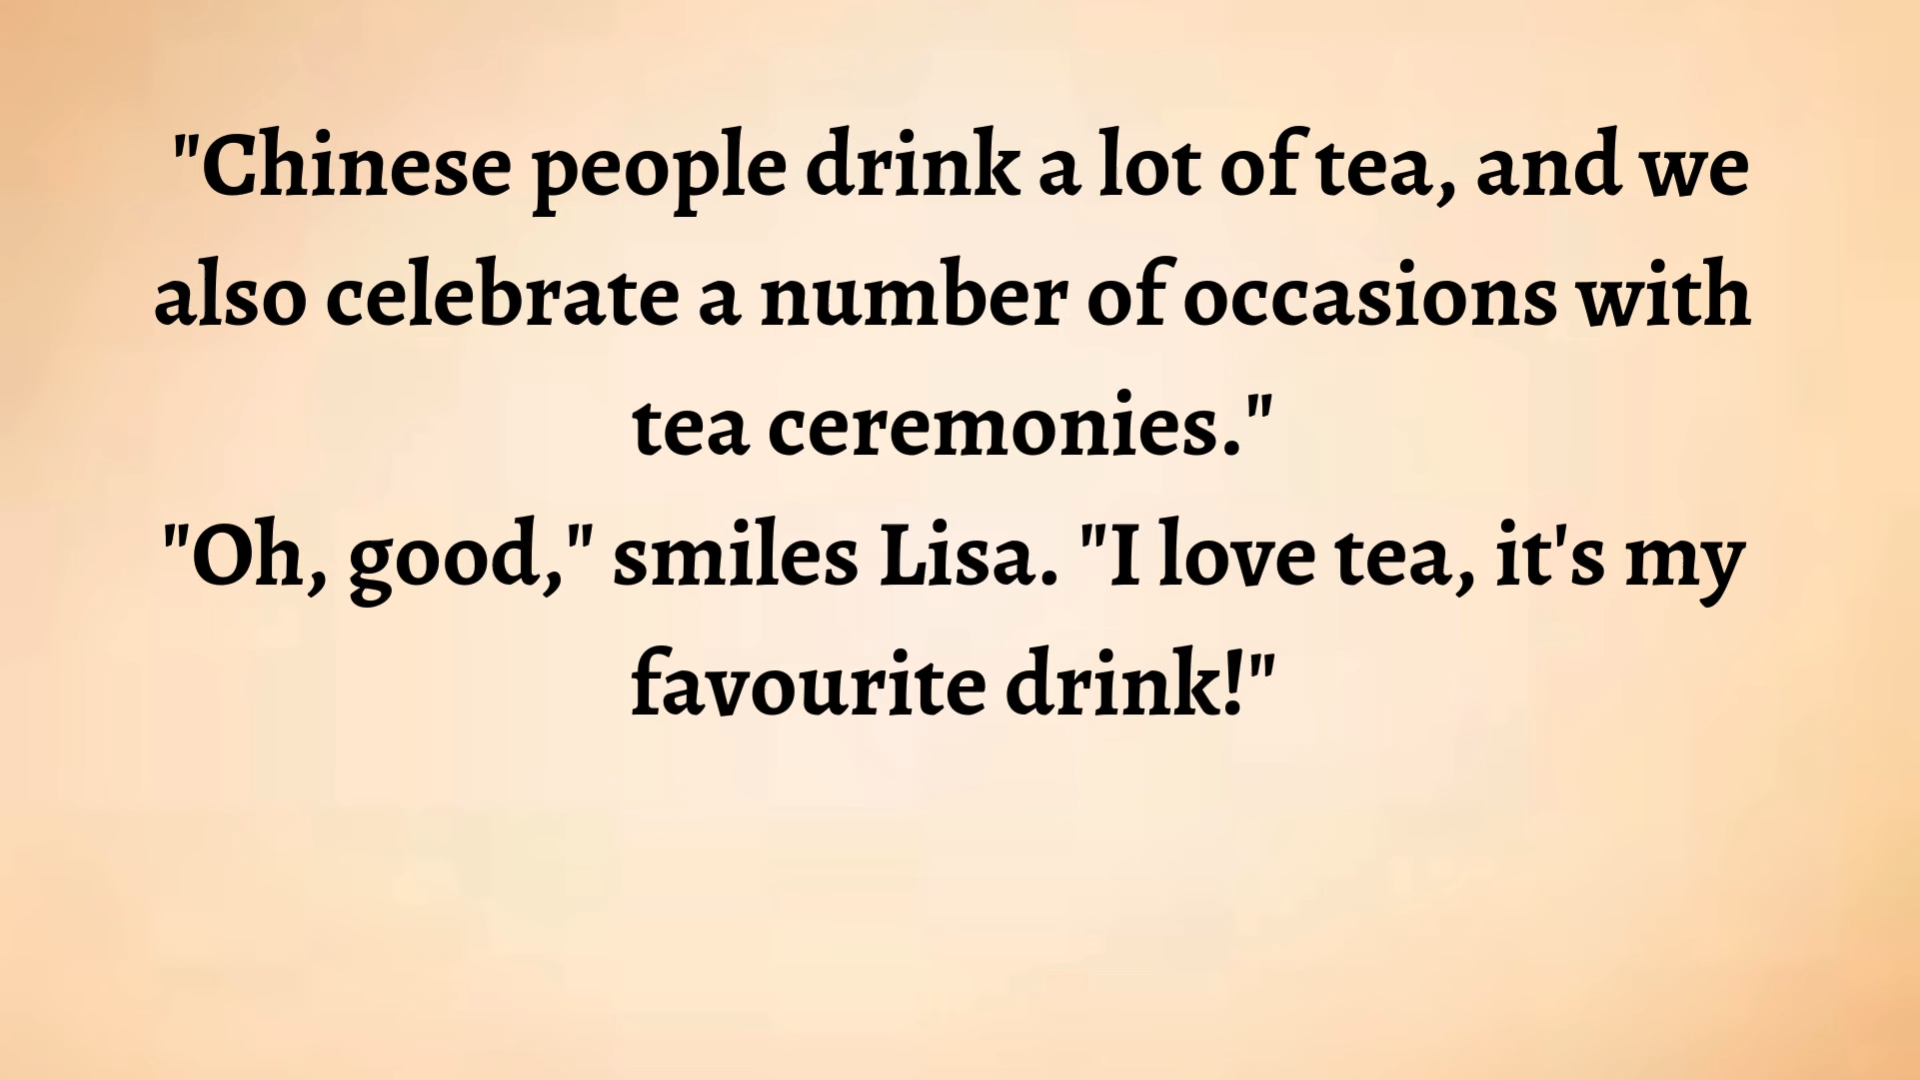 "Chinese people drink a lot of tea, and we
also celebrate a number of occasions with
tea ceremonies."
"Oh, good," smiles Lisa. "I love tea, it's my
favourite drink!"